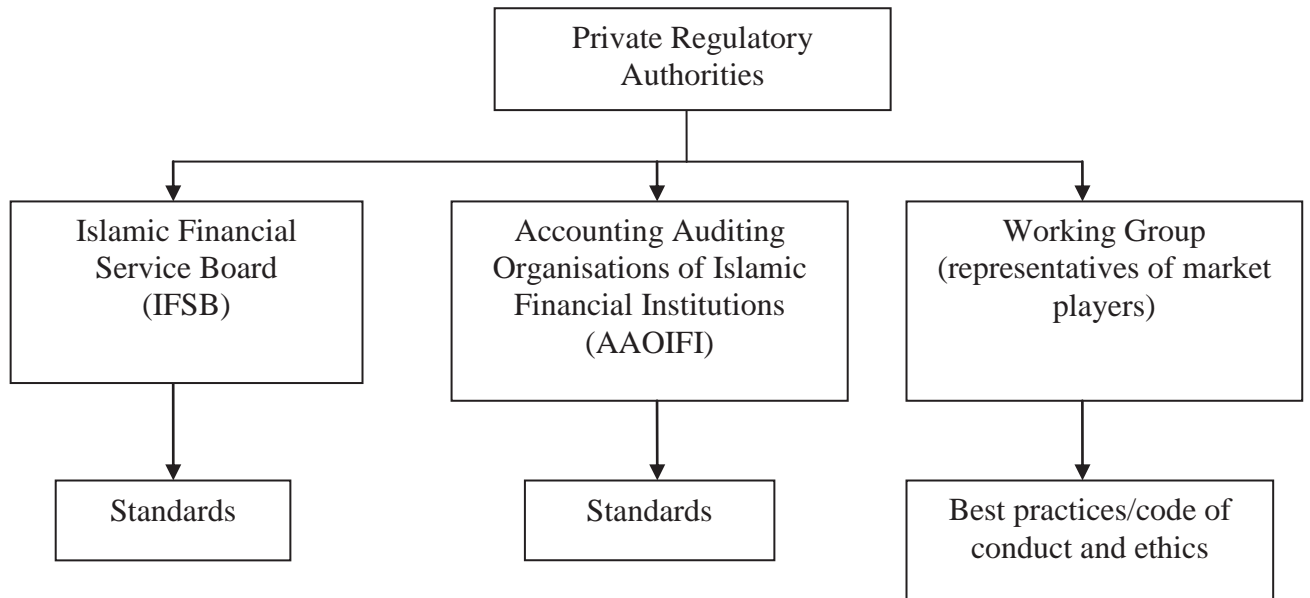 Private Regulatory
Authorities
Islamic Financial
Service Board
(IFSB)
Accounting Auditing
Organisations of Islamic
Financial Institutions
(AAOIFI)
Working Group
(representatives of market
players)
Standards
Standards
Best practices/code of
conduct and ethics